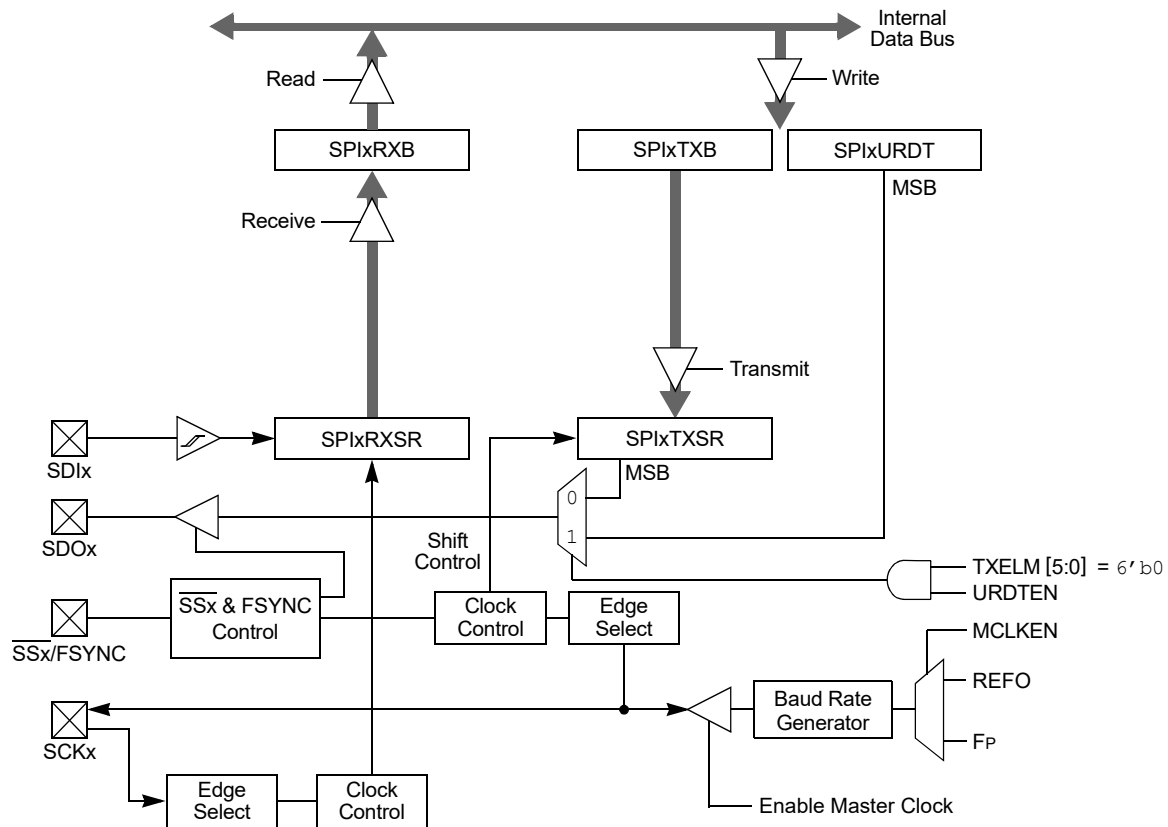 Internal
Data Bus
Read
Write
SPIxRXB
SPIxTXB
SPIxURDT
MSB
Receive
Transmit
SPIxRXSR
SPIxTXSR
SDIx
MSB
0
1
SDOx
Shift
Control
TXELM [5:0] = 6'b0
URDTEN
SSx & FSYNC
Control
Clock
Control
Edge
Select
SSx/FSYNC
MCLKEN
REFO
Baud Rate
Generator
FP
SCKx
Edge
Select
Clock
Control
Enable Master Clock